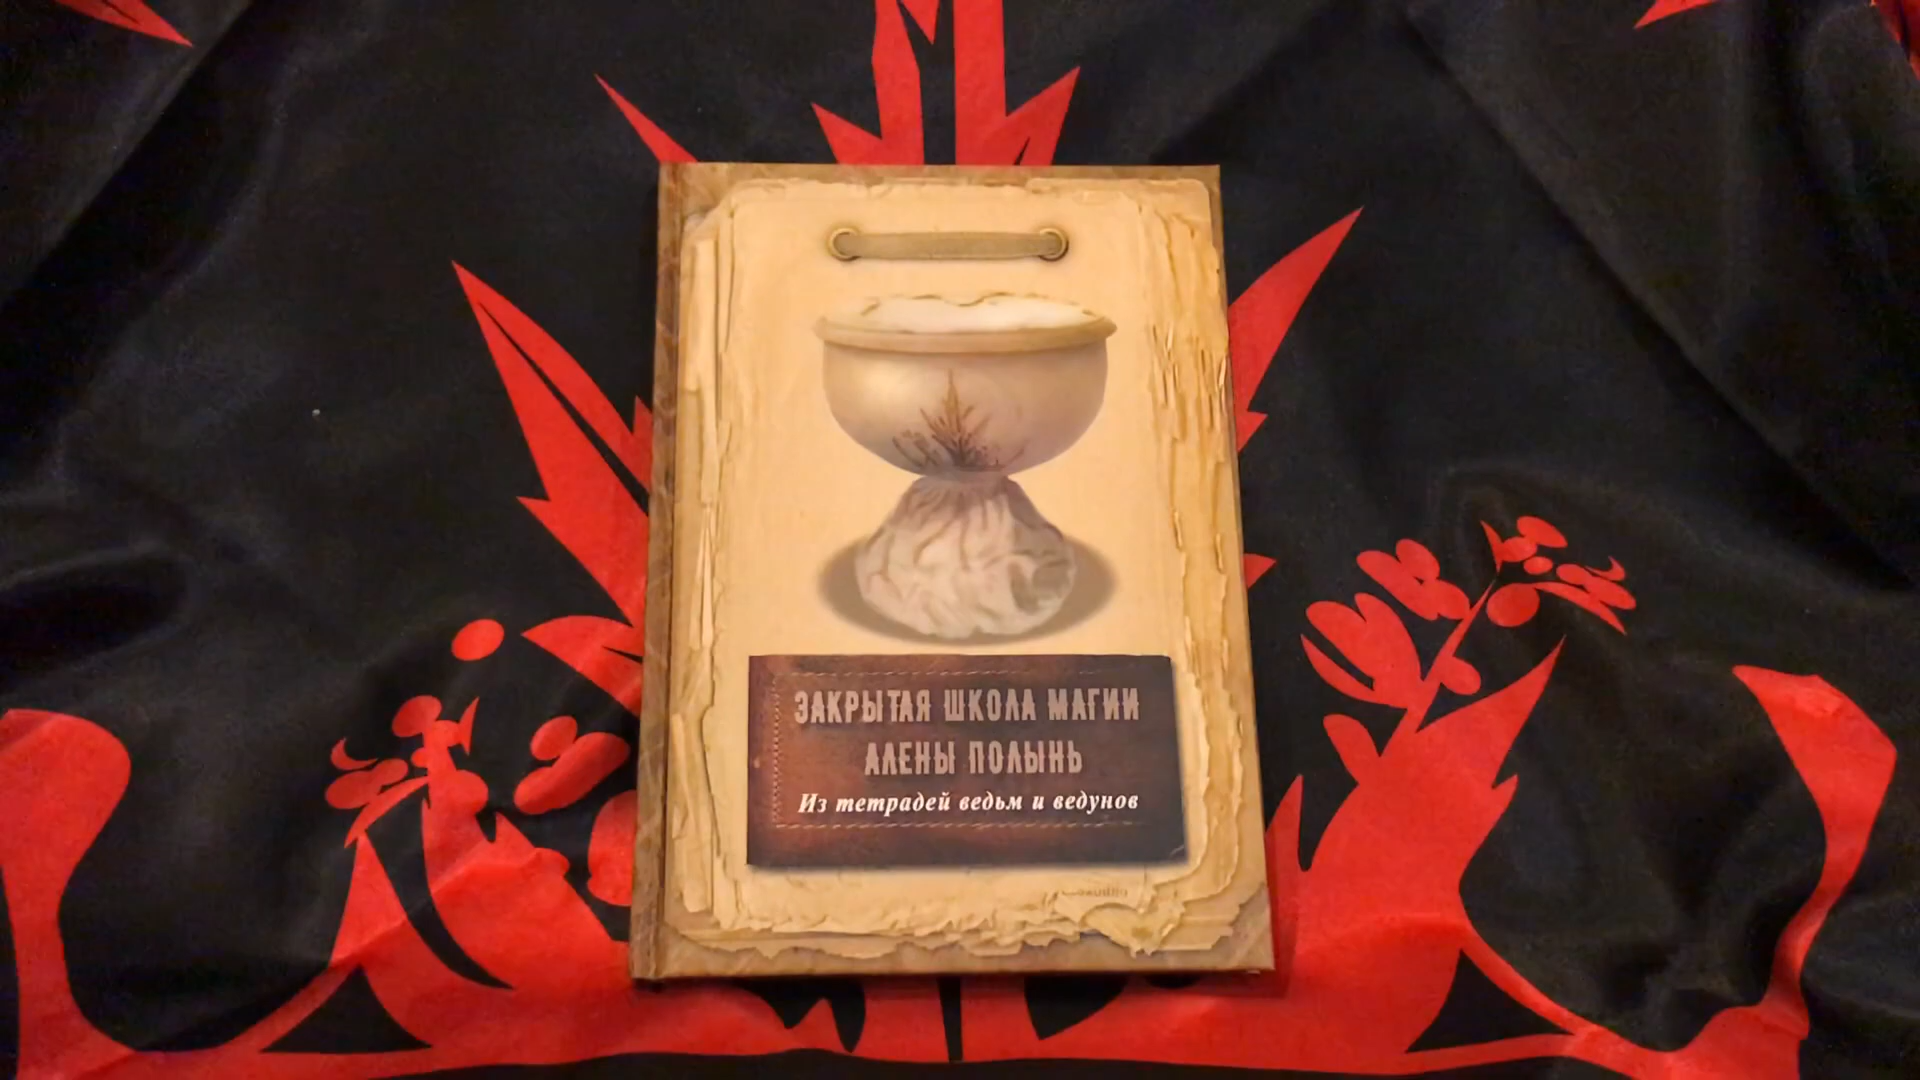 ЗАКРЫТАЯ ШКОЛА МАГИИ
АЛЕНЫ ПОЛЫНЬ
Из тетрадей ведьм и ведунов